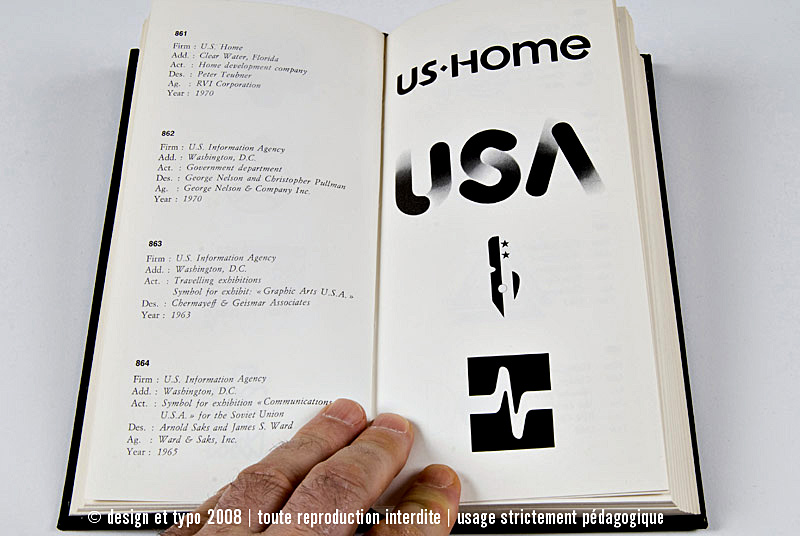 861
Firm : U.S. Home
Add. : Clear Water, Florida
Act. : Home development company
Des. : Peter Teubner
Ag. : RVI Corporation
Year : 1970
862
Firm : U.S. Information Agency
Add. : Washington, D.C.
Act. : Government department
Des. : George Nelson and Christopher Pullman
Ag. : George Nelson & Company Inc.
Year : 1970
863
Firm : U.S. Information Agency
Add. : Washington, D.C.
Act. : Travelling exhibitions
Symbol for exhibit: «Graphic Arts U.S.A.»
Des. : Chermayeff & Geismar Associates
Year : 1963
864
Firm : U.S. Information Agency
Add. : Washington, D.C.
Act. : Symbol for exhibition «Communications
U.S.A.» for the Soviet Union
Des. : Arnold Saks and James S. Ward
Ag. : Ward & Saks, Inc.
Year : 1965
US·Home
USA
© design et typo 2008 | toute reproduction interdite | usage strictement pédagogique